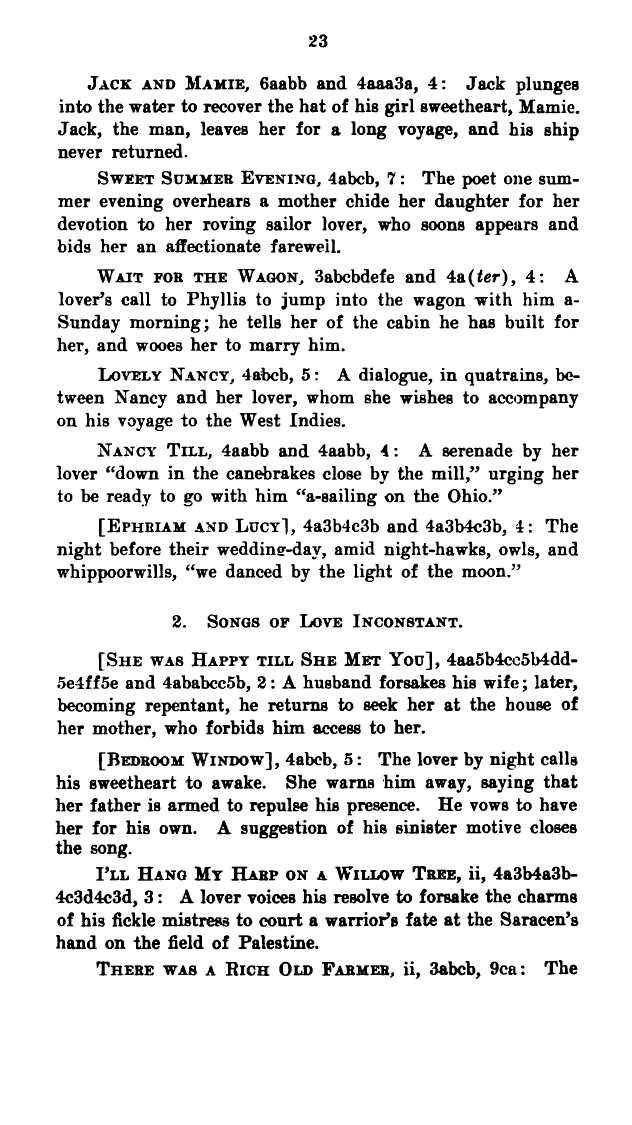 23
JACK AND MAMIE, 6aabb and 4aaa3a, 4: Jack plunges
into the water to recover the hat of his girl sweetheart, Mamie.
Jack, the man, leaves her for a long voyage, and his ship
never returned.
SWEET SUMMER EVENING, 4abcb, 7: The poet one sum-
mer evening overhears a mother chide her daughter for her
devotion to her roving sailor lover, who soons appears and
bids her an affectionate farewell.
WAIT FOR THE WAGON, 3abcbdefe and 4a(ter), 4: A
lover's call to Phyllis to jump into the wagon with him a-
Sunday morning; he tells her of the cabin he has built for
her, and wooes her to marry him.
LOVELY NANCY, 4abcb, 5: A dialogue, in quatrains, be-
tween Nancy and her lover, whom she wishes to accompany
on his voyage to the West Indies.
NANCY TILL, 4aabb and 4aabb, 4: A serenade by her
lover "down in the canebrakes close by the mill," urging her
to be ready to go with him "a-sailing on the Ohio."
[EPHRIAM AND LUCY], 4a3b4c3b and 4a3b4c3b, 4: The
night before their wedding-day, amid night-hawks, owls, and
whippoorwills, "we danced by the light of the moon."
2. SONGS OF LOVE INCONSTANT.
[SHE WAS HAPPY TILL SHE MET YOU], 4aa5b4cc5b4dd-
5e4ff5e and 4ababcc5b, 2: A husband forsakes his wife; later,
becoming repentant, he returns to seek her at the house of
her mother, who forbids him access to her.
[BEDROOM WINDOW], 4abcb, 5: The lover by night calls
his sweetheart to awake. She warns him away, saying that
her father is armed to repulse his presence. He vows to have
her for his own. A suggestion of his sinister motive closes
the song.
I'LL HANG MY HARP ON A WILLOW TREE, ii, 4a3b4a3b-
4c3d4c3d, 3: A lover voices his resolve to forsake the charms
of his fickle mistress to court a warrior's fate at the Saracen's
hand on the field of Palestine.
THERE WAS A RICH OLD FARMER, ii, 3abcb, 9ca: The